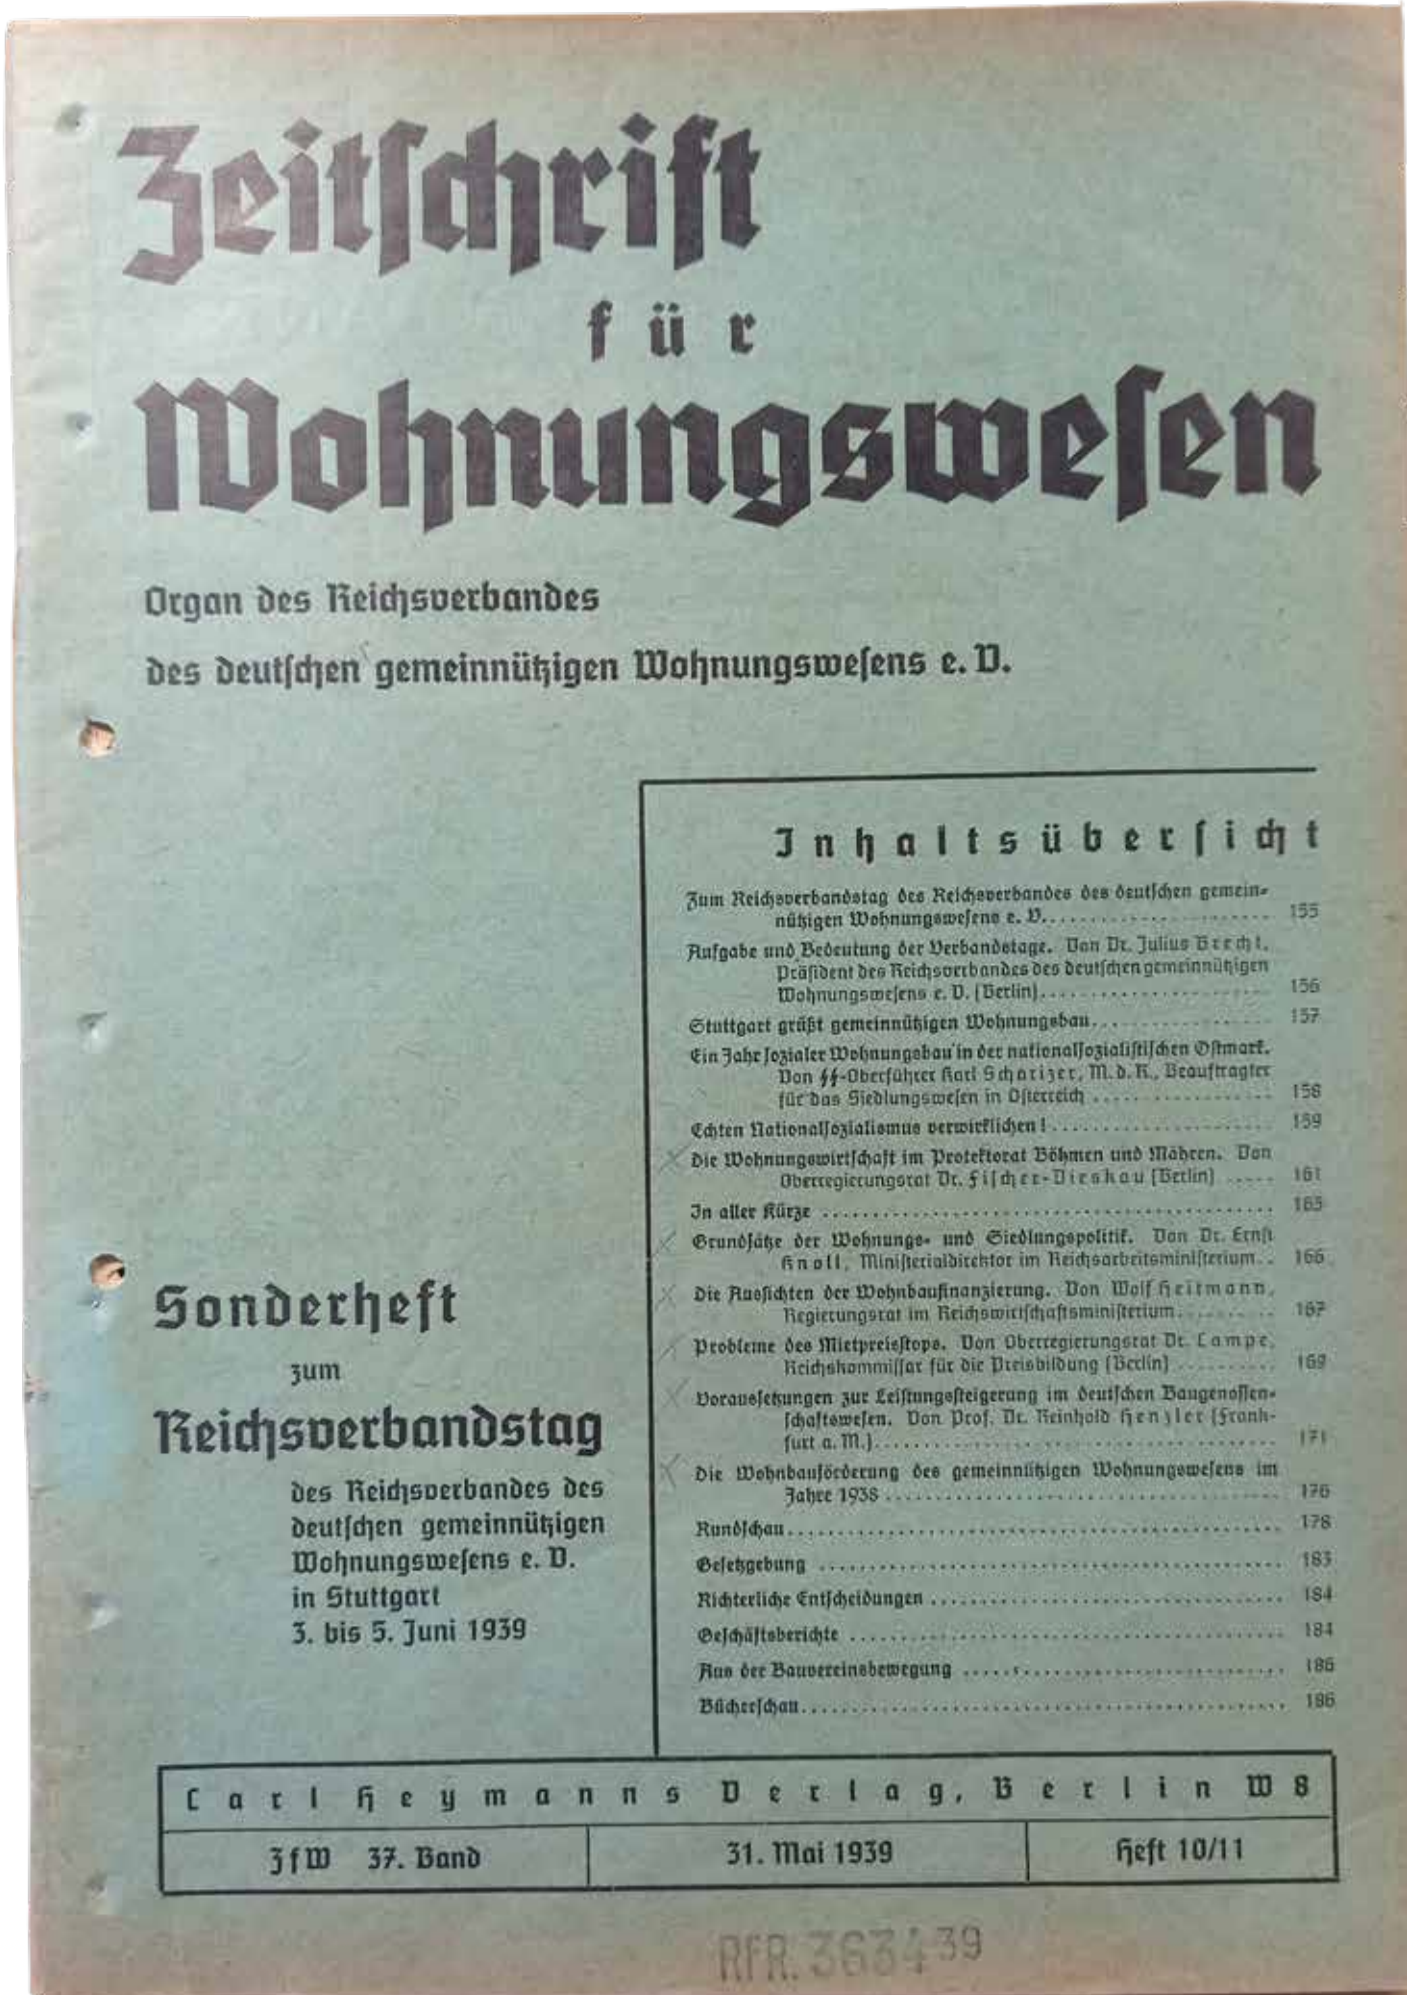 Zeitschrift
für
Wohnungswesen
Organ des Reichsverbandes
des deutschen gemeinnützigen Wohnungswesens e. V.
Inhaltsübersicht
Zum Reichsverbandstag des Reichsverbandes des deutschen gemein-
nützigen Wohnungswesens e. V. 155
Aufgabe und Bedeutung der Verbandstage. Von Dr. Julius Brecht,
Präsident des Reichsverbandes des deutschen gemeinnützigen
Wohnungswesens e. V. (Berlin) 156
Stuttgart grüßt gemeinnützigen Wohnungsbau 157
Ein Jahr sozialer Wohnungsbau in der nationalsozialistischen Ostmark.
Von SS-Oberführer Karl Scharizer, M. d. R., Beauftragter
für das Siedlungswesen in Österreich 158
Echten Nationalsozialismus verwirklichen! 159
Die Wohnungswirtschaft im Protektorat Böhmen und Mähren. Von
Oberregierungsrat Dr. Fischer-Dieskau (Berlin) 161
In aller Kürze 165
Grundsätze der Wohnungs- und Siedlungspolitik. Von Dr. Ernst
Knoll, Ministerialdirektor im Reichsarbeitsministerium 166
Die Aussichten der Wohnbaufinanzierung. Von Wolf Heitmann,
Regierungsrat im Reichswirtschaftsministerium 167
Probleme des Mietpreisstops. Von Oberregierungsrat Dr. Lampe,
Reichskommissar für die Preisbildung (Berlin) 169
Voraussetzungen zur Leistungssteigerung im deutschen Baugenossen-
schaftswesen. Von Prof. Dr. Reinhold Henzler (Frank-
furt a. M.) 171
Die Wohnbauförderung des gemeinnützigen Wohnungswesens im
Jahre 1938 176
Rundschau 178
Gesetzgebung 183
Richterliche Entscheidungen 184
Geschäftsberichte 184
Aus der Bauvereinsbewegung 186
Bücherschau 186
Sonderheft
zum
Reichsverbandstag
des Reichsverbandes des
deutschen gemeinnützigen
Wohnungswesens e. V.
in Stuttgart
3. bis 5. Juni 1939
Carl Heymanns Verlag, Berlin W 8
ZfW 37. Band
31. Mai 1939
Heft 10/11
RFR. 3634 39